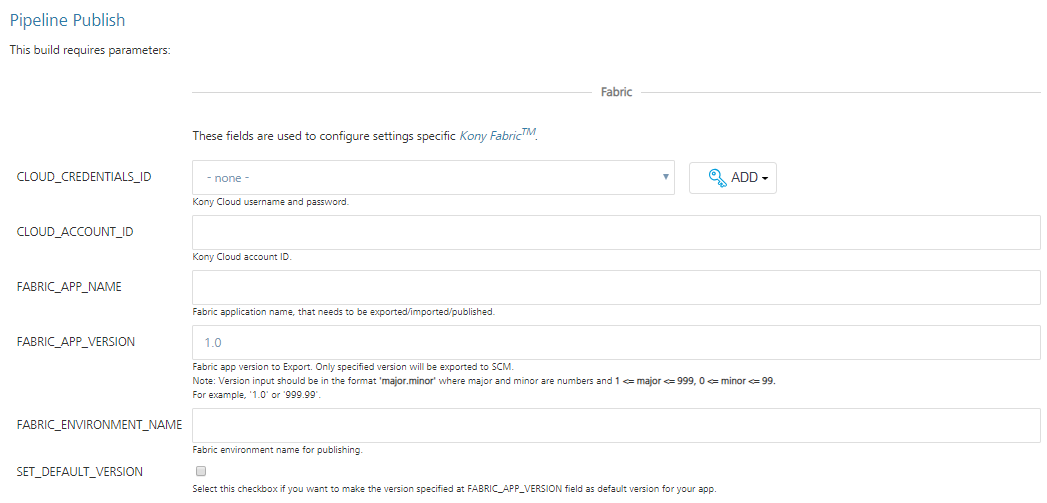 Pipeline Publish
This build requires parameters:
Fabric
These fields are used to configure settings specific Kony Fabric™.
CLOUD_CREDENTIALS_ID
- none -
ADD
Kony Cloud username and password.
CLOUD_ACCOUNT_ID
Kony Cloud account ID.
FABRIC_APP_NAME
Fabric application name, that needs to be exported/imported/published.
FABRIC_APP_VERSION
1.0
Fabric app version to Export. Only specified version will be exported to SCM.
Note: Version input should be in the format 'major.minor' where major and minor are numbers and 1 <= major <= 999, 0 <= minor <= 99.
For example, '1.0' or '999.99'.
FABRIC_ENVIRONMENT_NAME
Fabric environment name for publishing.
SET_DEFAULT_VERSION
Select this checkbox if you want to make the version specified at FABRIC_APP_VERSION field as default version for your app.